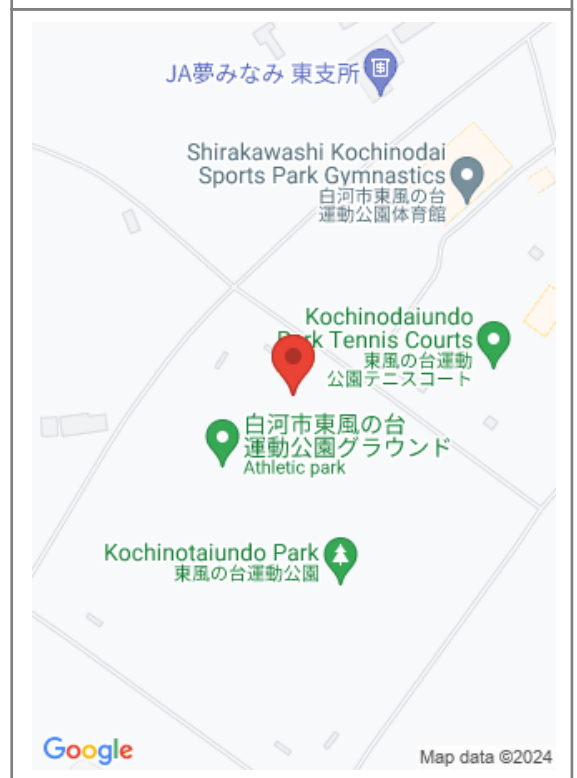 JA夢みなみ 東支所
Shirakawashi Kochinodai
Sports Park Gymnastics
白河市東風の台
運動公園体育館
Kochinodaiundo
Park Tennis Courts
東風の台運動
公園テニスコート
白河市東風の台
運動公園グラウンド
Athletic park
Kochinotaiundo Park
東風の台運動公園
Google
Map data ©2024